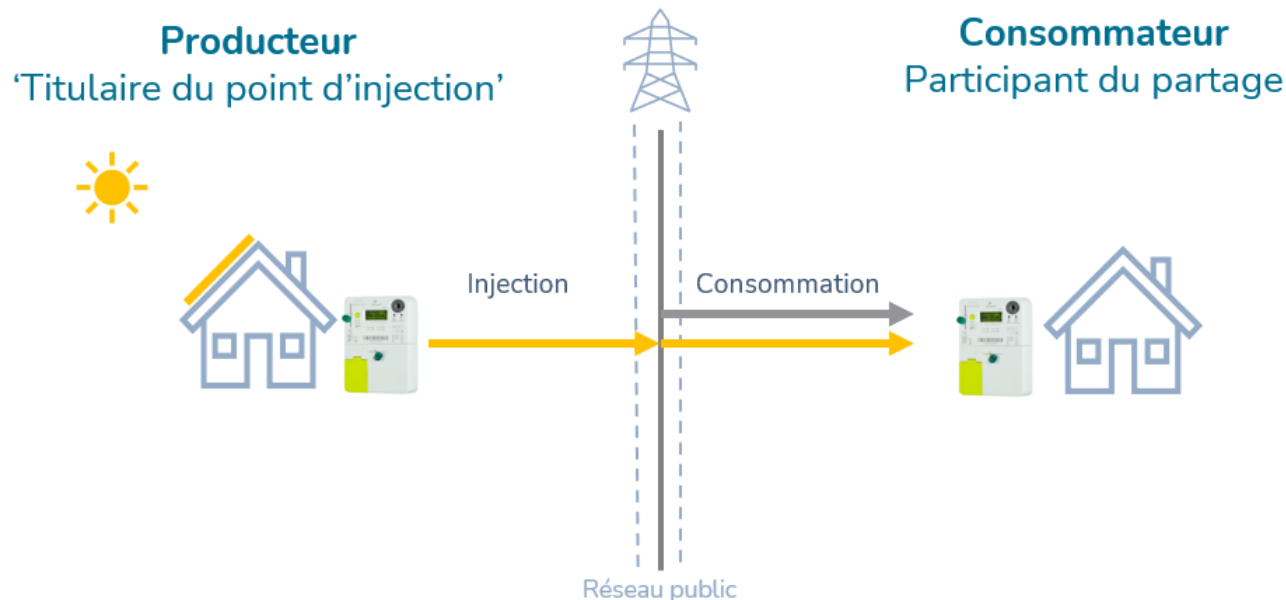 Producteur
‘Titulaire du point d’injection’
Consommateur
Participant du partage
Injection
Consommation
Réseau public